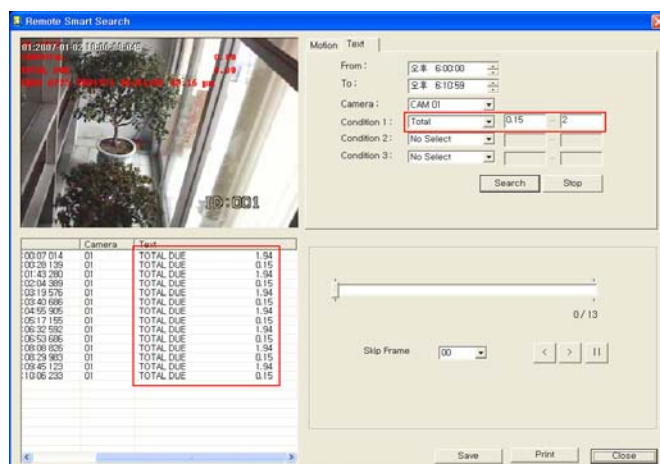 Remote Smart Search
ID:001
Motion Text
From :
오후 6:00:00
To :
오후 6:10:59
Camera :
CAM 01
Condition 1 :
Total
0.15 - 2
Condition 2 :
No Select
-
Condition 3 :
No Select
-
Search Stop
Camera Text
:00:07 014 01 TOTAL DUE 1.94
:00:28 139 01 TOTAL DUE 0.15
:01:43 280 01 TOTAL DUE 1.94
:02:04 389 01 TOTAL DUE 0.15
:03:19 576 01 TOTAL DUE 1.94
:03:40 686 01 TOTAL DUE 0.15
:04:55 905 01 TOTAL DUE 1.94
:05:17 155 01 TOTAL DUE 0.15
:06:32 592 01 TOTAL DUE 1.94
:06:53 686 01 TOTAL DUE 0.15
:08:08 826 01 TOTAL DUE 1.94
:08:29 983 01 TOTAL DUE 0.15
:09:45 123 01 TOTAL DUE 1.94
:10:06 233 01 TOTAL DUE 0.15
0 / 13
Skip Frame
00
< > II
Save Print Close